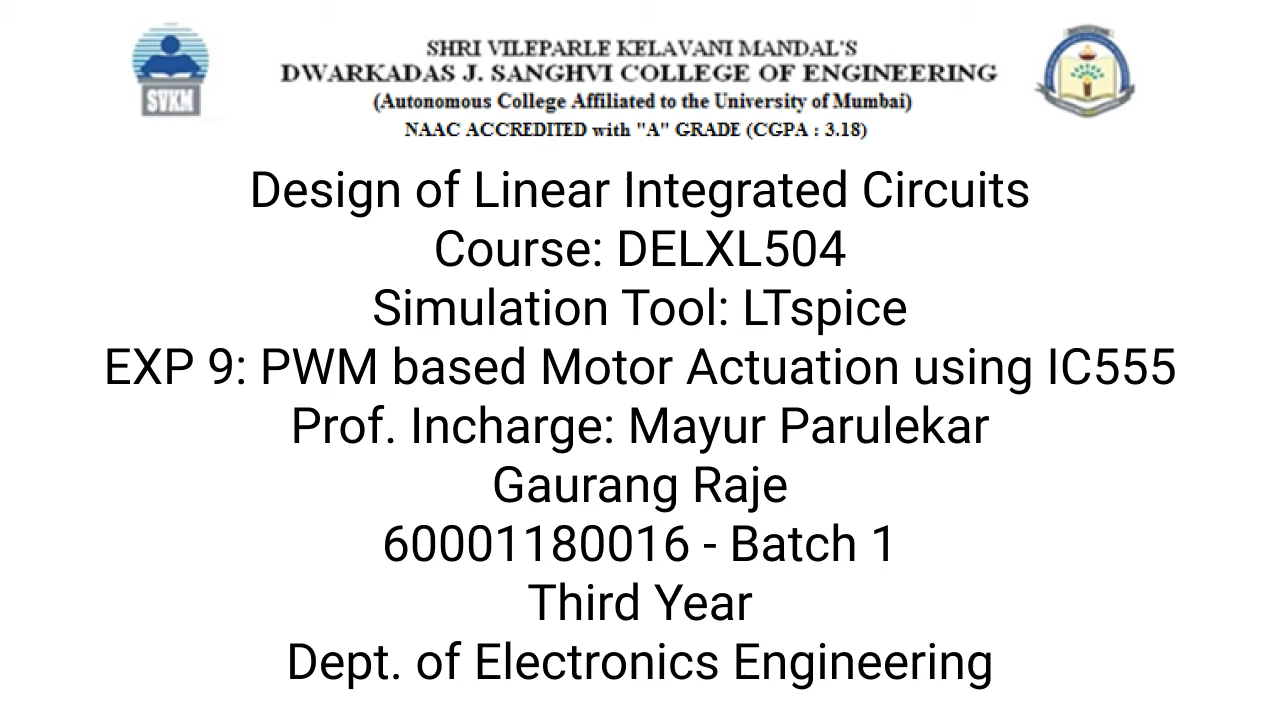 SVKM
SHRI VILEPARLE KELAVANI MANDAL'S
DWARKADAS J. SANGHVI COLLEGE OF ENGINEERING
(Autonomous College Affiliated to the University of Mumbai)
NAAC ACCREDITED with "A" GRADE (CGPA : 3.18)
Design of Linear Integrated Circuits
Course: DELXL504
Simulation Tool: LTspice
EXP 9: PWM based Motor Actuation using IC555
Prof. Incharge: Mayur Parulekar
Gaurang Raje
60001180016 - Batch 1
Third Year
Dept. of Electronics Engineering